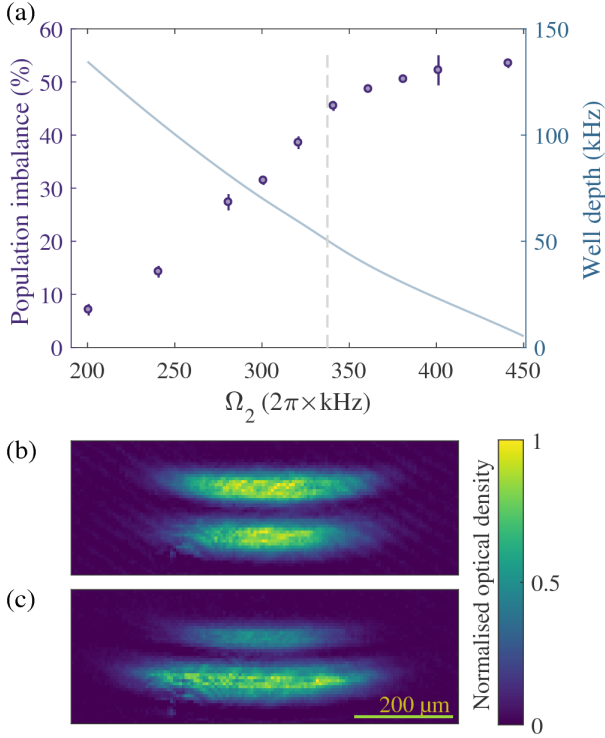 (a)
60
50
40
30
20
10
0
Population imbalance (%)
150
100
50
0
Well depth (kHz)
200 250 300 350 400 450
Ω₂ (2π×kHz)
(b)
(c)
200 μm
1
0.5
0
Normalised optical density